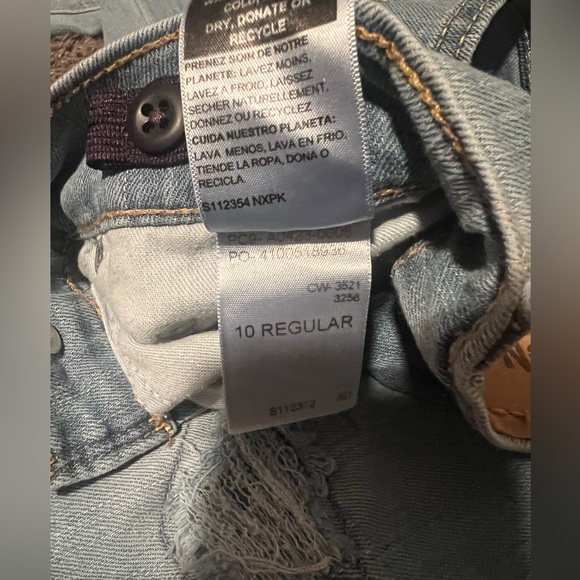 COLD,
DRY, DONATE OR
RECYCLE
PRENEZ SOIN DE NOTRE
PLANETE: LAVEZ MOINS,
LAVEZ A FROID, LAISSEZ
SECHER NATURELLEMENT,
DONNEZ OU RECYCLEZ
CUIDA NUESTRO PLANETA:
LAVA MENOS, LAVA EN FRIO,
TIENDE LA ROPA, DONA O
RECICLA.
S112354 NXPK
CW- 3521
3256
10 REGULAR